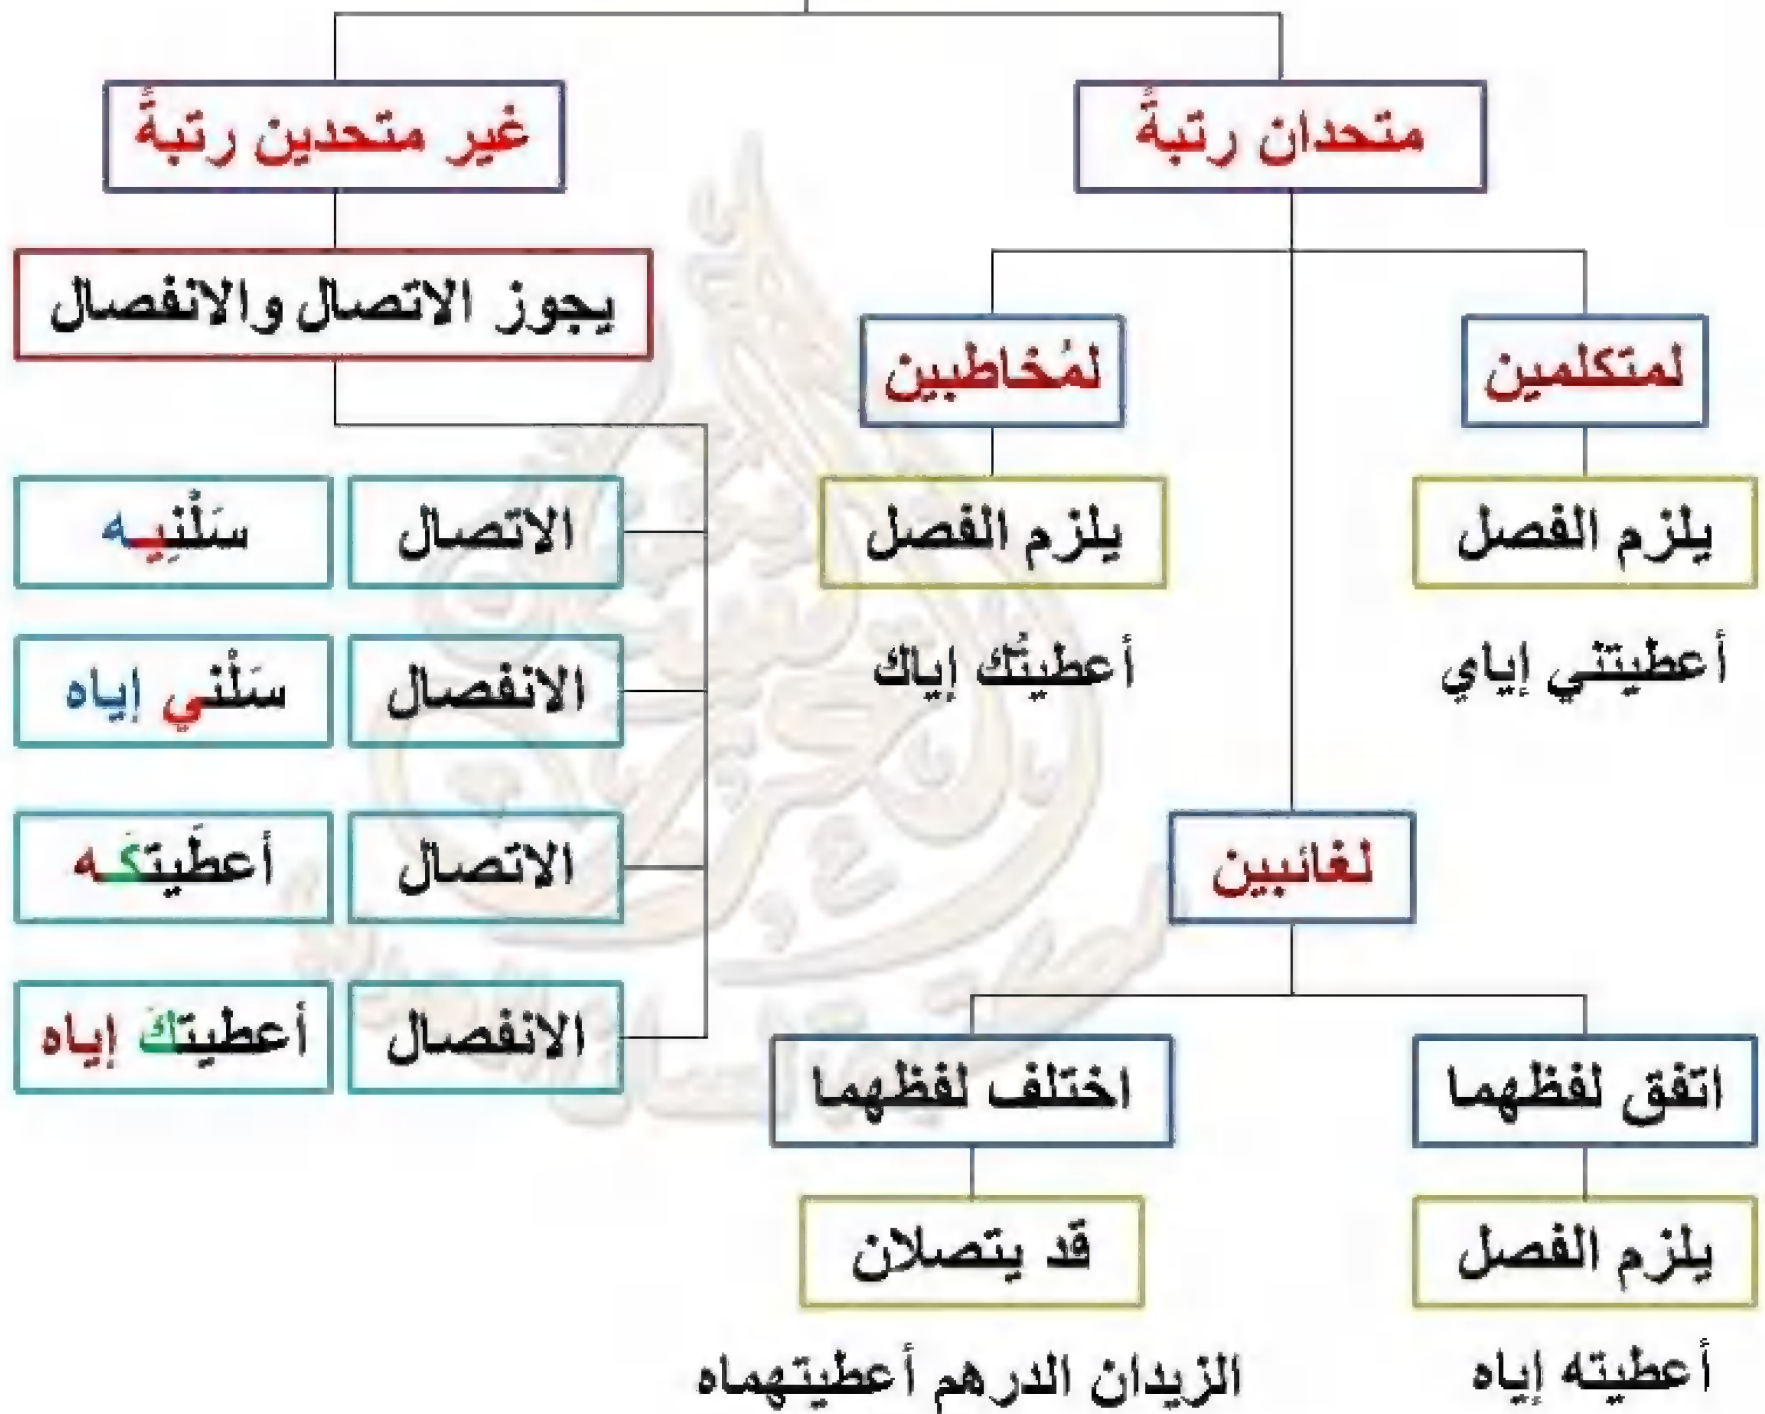 متحدان رتبةً
غير متحدين رتبةً
يجوز الاتصال والانفصال
لمتكلمين
لمُخاطبين
يلزم الفصل
يلزم الفصل
الاتصال
سَلْنِيه
أعطيتني إياي
أعطيتُك إياك
الانفصال
سَلْني إياه
لغائبين
الاتصال
أعطَيتكَه
الانفصال
أعطيتكَ إياه
اتفق لفظهما
اختلف لفظهما
يلزم الفصل
قد يتصلان
أعطيته إياه
الزيدان الدرهم أعطيتهماه